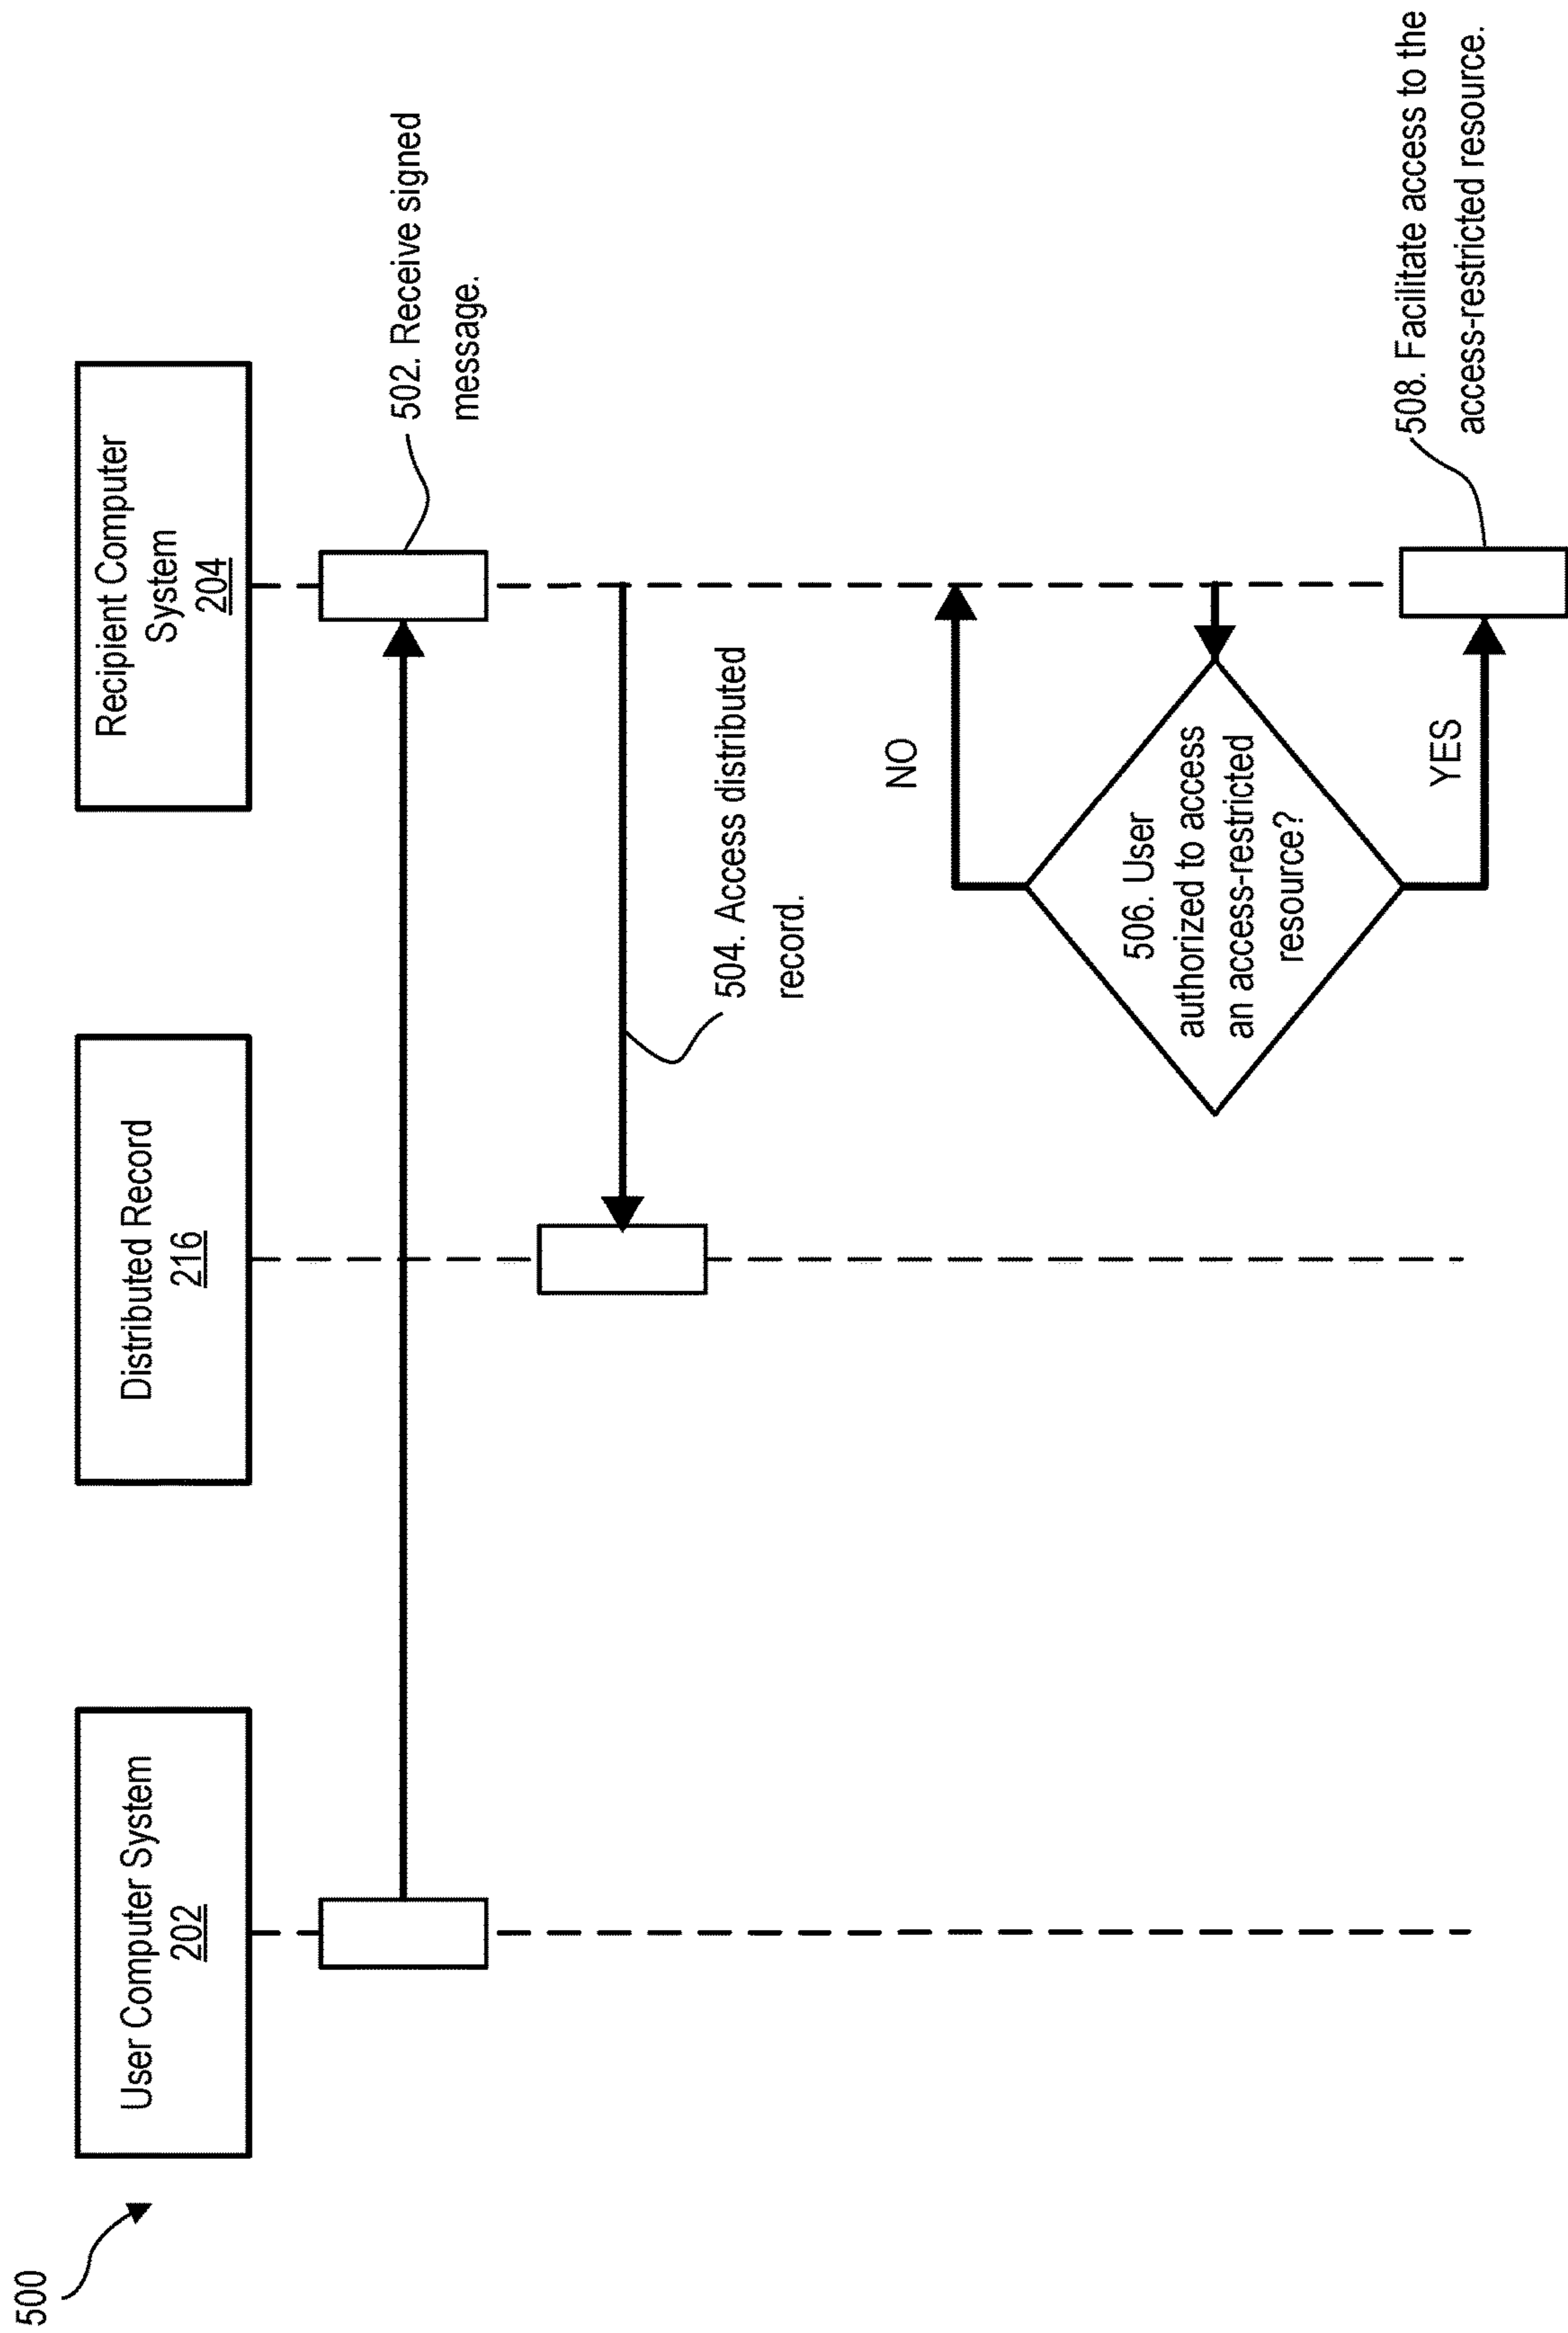 500
User Computer System
202
Distributed Record
216
Recipient Computer
System
204
502. Receive signed
message.
504. Access distributed
record.
NO
506. User
authorized to access
an access-restricted
resource?
YES
508. Facilitate access to the
access-restricted resource.